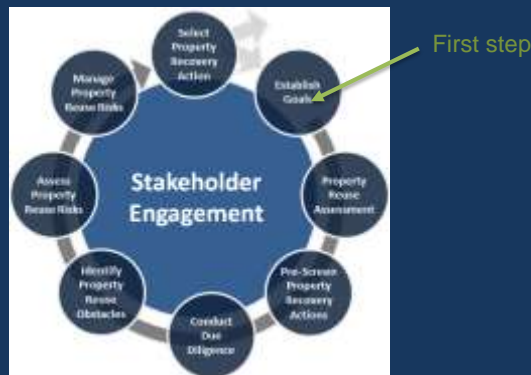 First step
Select
Property
Recovery
Action
Establish
Goals
Property
Reuse
Assessment
Pre-Screen
Property
Recovery
Actions
Conduct
Due
Diligence
Identify
Property
Reuse
Obstacles
Assess
Property
Reuse Risks
Manage
Property
Reuse Risks
Stakeholder
Engagement